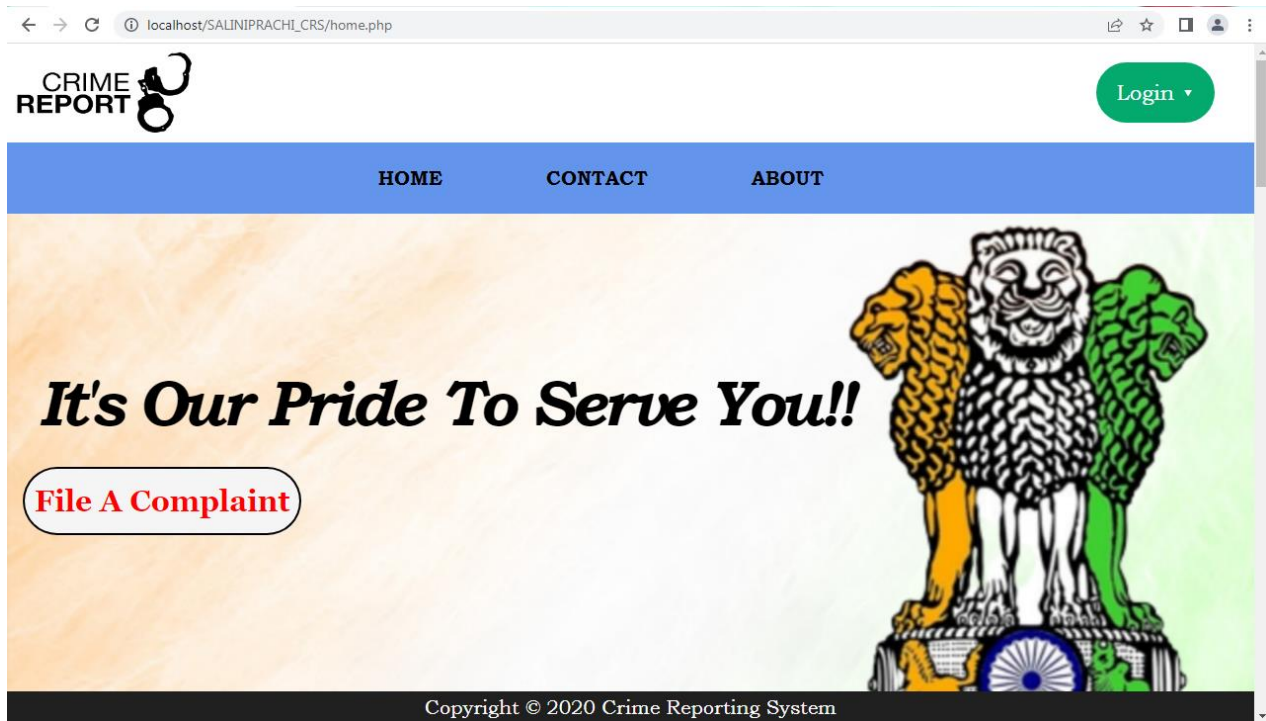 localhost/SALINIPRACHI_CRS/home.php
CRIME
REPORT
Login
HOME CONTACT ABOUT
It's Our Pride To Serve You!!
File A Complaint
Copyright © 2020 Crime Reporting System